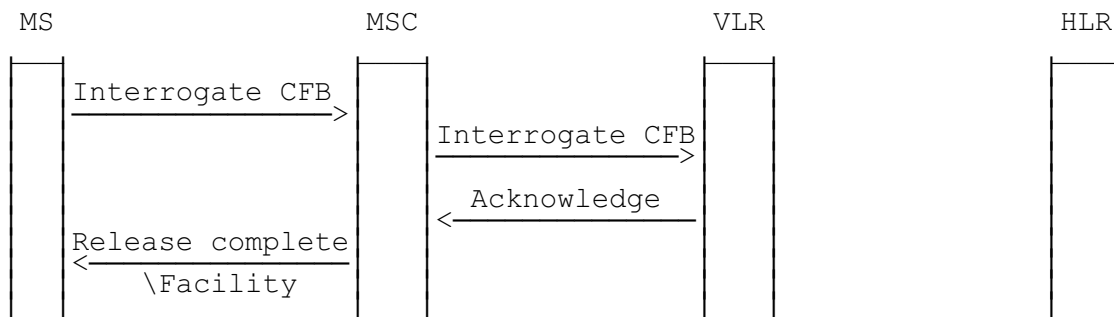 MS MSC VLR HLR
Interrogate CFB
Interrogate CFB
Acknowledge
Release complete
\Facility